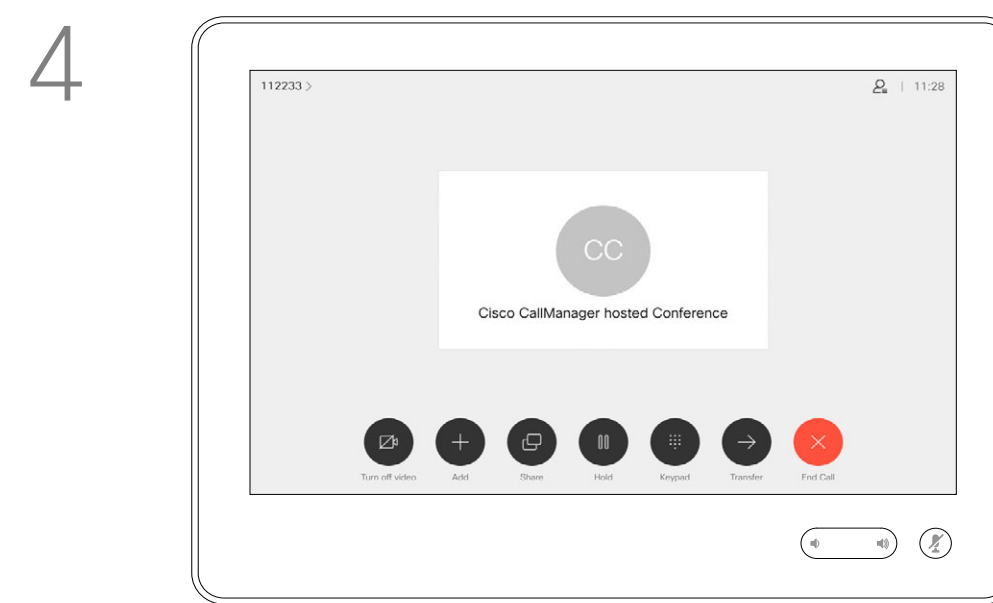 4
112233 >
11:28
CC
Cisco CallManager hosted Conference
Turn off video Add Share Hold Keypad Transfer End Call